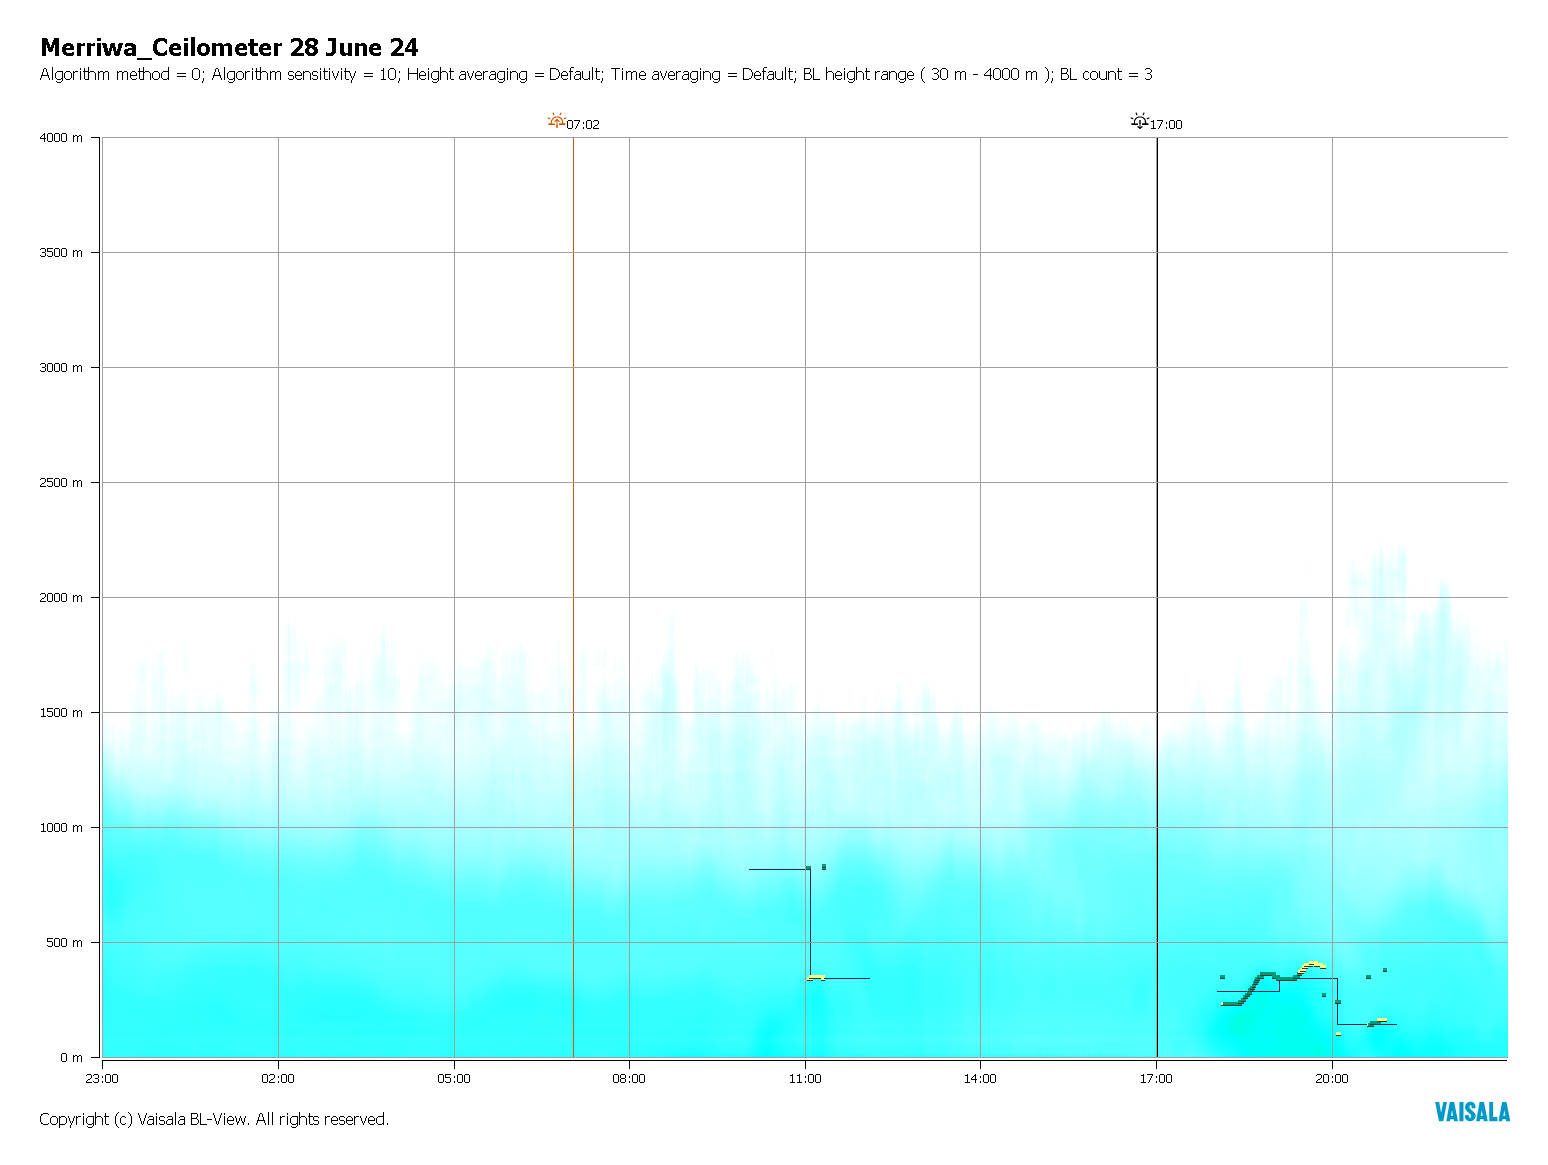 Merriwa_Ceilometer 28 June 24
Algorithm method = 0; Algorithm sensitivity = 10; Height averaging = Default; Time averaging = Default; BL height range ( 30 m - 4000 m ); BL count = 3
07:02
17:00
4000 m
3500 m
3000 m
2500 m
2000 m
1500 m
1000 m
500 m
0 m
23:00 02:00 05:00 08:00 11:00 14:00 17:00 20:00
Copyright (c) Vaisala BL-View. All rights reserved.
VAISALA